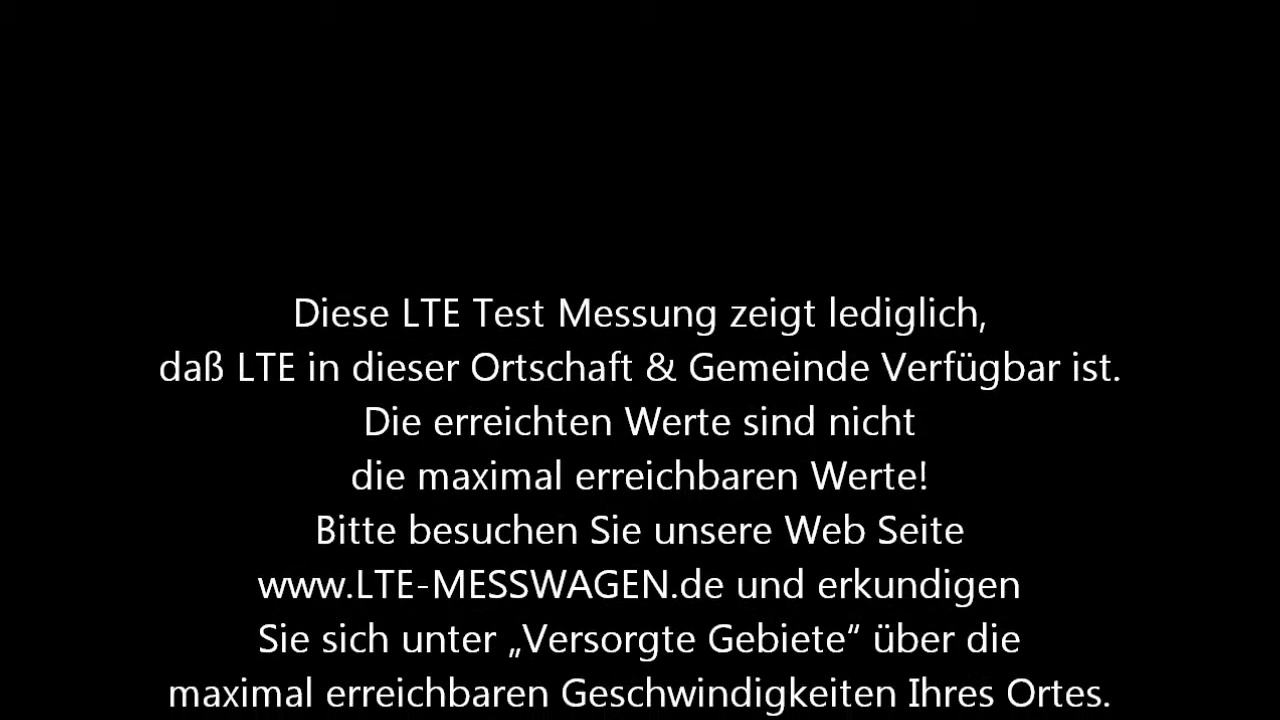 Diese LTE Test Messung zeigt lediglich,
daß LTE in dieser Ortschaft & Gemeinde Verfügbar ist.
Die erreichten Werte sind nicht
die maximal erreichbaren Werte!
Bitte besuchen Sie unsere Web Seite
www.LTE-MESSWAGEN.de und erkundigen
Sie sich unter „Versorgte Gebiete“ über die
maximal erreichbaren Geschwindigkeiten Ihres Ortes.